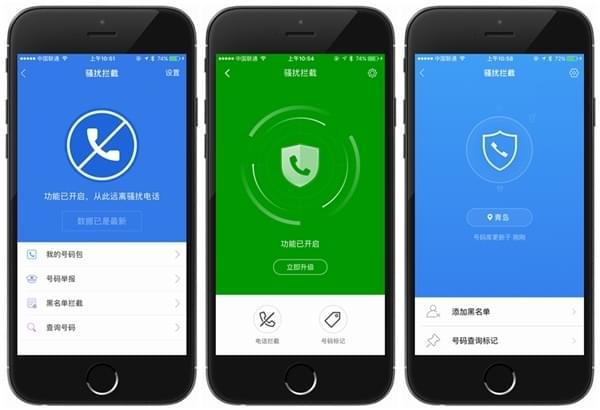 中国联通 上午10:51 74%
骚扰拦截 设置
功能已开启，从此远离骚扰电话
数据已是最新
我的号码包
号码举报
黑名单拦截
查询号码
中国联通 上午10:54 74%
骚扰拦截
功能已开启
立即升级
电话拦截 号码标记
中国联通 上午10:58 72%
骚扰拦截
青岛
号码库更新于 刚刚
添加黑名单
号码查询标记